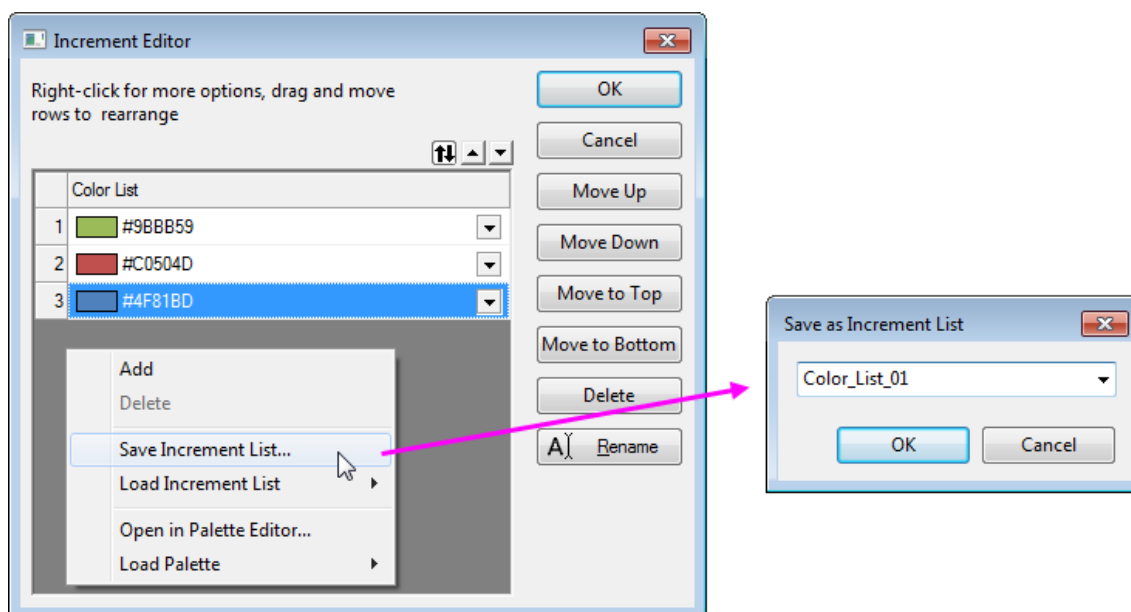 Increment Editor
Right-click for more options, drag and move
rows to rearrange
Color List
1 #9BBB59
2 #C0504D
3 #4F81BD
Add
Delete
Save Increment List...
Load Increment List
Open in Palette Editor...
Load Palette
OK
Cancel
Move Up
Move Down
Move to Top
Move to Bottom
Delete
Rename
Save as Increment List
Color_List_01
OK
Cancel